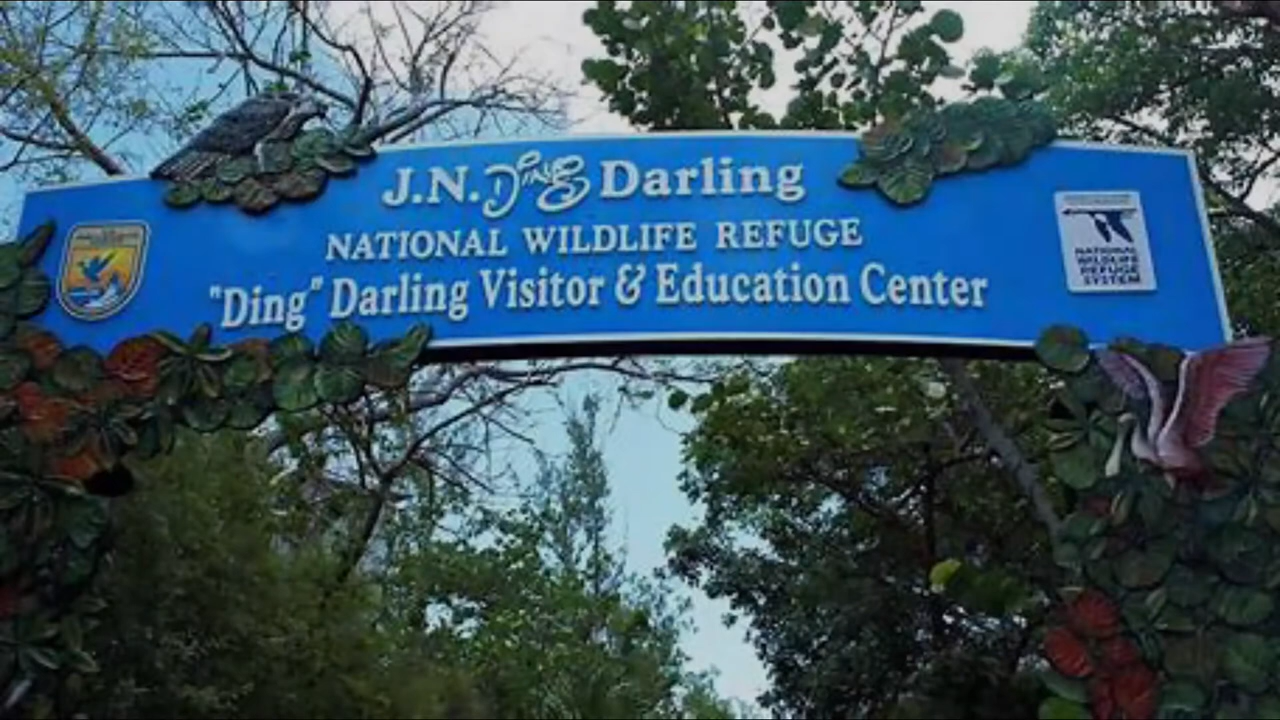 J.N. Ding Darling
NATIONAL WILDLIFE REFUGE
"Ding" Darling Visitor & Education Center
NATIONAL
WILDLIFE
REFUGE
SYSTEM